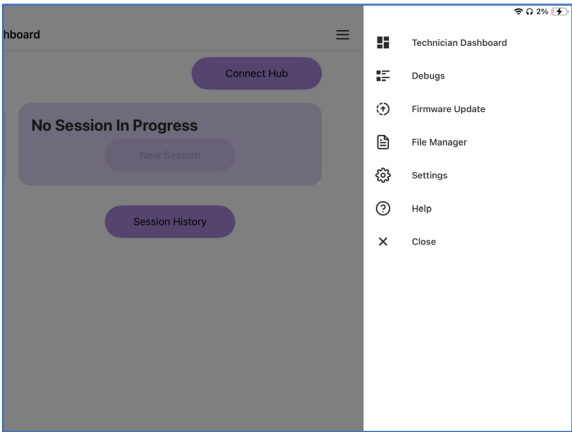 2%
hboard
Connect Hub
No Session In Progress
New Session
Session History
Technician Dashboard
Debugs
Firmware Update
File Manager
Settings
Help
Close